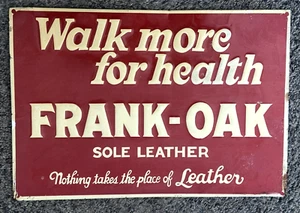 Walk more
for health
FRANK-OAK
SOLE LEATHER
Nothing takes the place of Leather